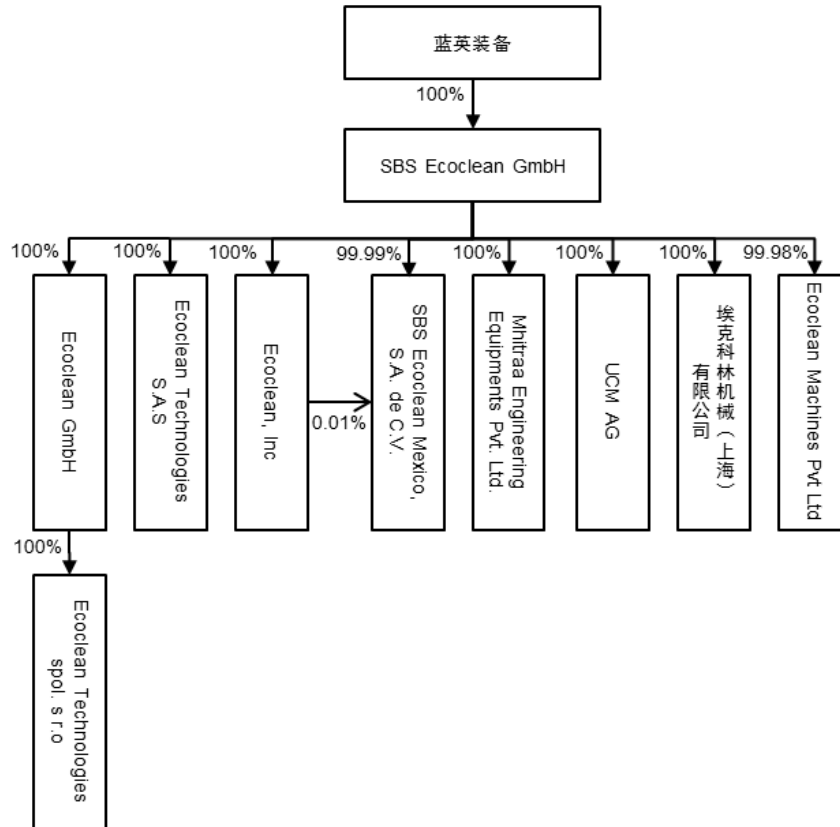 蓝英装备
100%
SBS Ecoclean GmbH
100%
100%
100%
99.99%
100%
100%
100%
99.98%
Ecoclean GmbH
Ecoclean Technologies
S.A.S
Ecoclean, Inc
0.01%
SBS Ecoclean Mexico,
S.A. de C.V.
Mhitraa Engineering
Equipments Pvt. Ltd.
UCM AG
埃克科林机械（上海）
有限公司
Ecoclean Machines Pvt Ltd
100%
Ecoclean Technologies
spol. s r.o